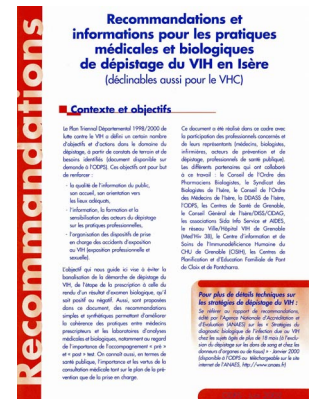 Recommandations
Recommandations et
informations pour les pratiques
médicales et biologiques
de dépistage du VIH en Isère
(déclinables aussi pour le VHC)
Contexte et objectifs
Le Plan Triennal Départemental 1998/2000 de
lutte contre le VIH a défini un certain nombre
d'objectifs et d'actions dans le domaine du
dépistage, à partir de constats de terrain et de
besoins identifiés (document disponible sur
demande à l'ODPS). Ces objectifs ont pour but
de renforcer :
- la qualité de l'information du public,
son accueil, son orientation vers
les lieux adéquats,
- l'information, la formation et la
sensibilisation des acteurs du dépistage
sur les pratiques professionnelles,
- l'organisation des dispositifs de prise
en charge des accidents d'exposition
au VIH (exposition professionnelle et
sexuelle).
L'objectif qui nous guide ici vise à éviter la
banalisation de la démarche de dépistage du
VIH, de l'étape de la prescription à celle du
rendu d'un résultat d'examen biologique, qu'il
soit positif ou négatif. Aussi, sont proposées
dans ce document, des recommandations
simples et synthétiques permettant d'améliorer
la cohérence des pratiques entre médecins
prescripteurs et les laboratoires d'analyses
médicales et biologiques, notamment au regard
de l'importance de l'accompagnement « pré »
et « post » test. On connaît aussi, en termes de
santé publique, l'importance et les vertus de la
consultation médicale tant sur le plan de la pré-
vention que de la prise en charge.
Ce document a été réalisé dans ce cadre avec
la participation des professionnels concernés et
de leurs représentants (médecins, biologistes,
infirmières, acteurs de prévention et de
dépistage, professionnels de santé publique).
Les différents partenaires qui ont collaboré
à ce travail : le Conseil de l'Ordre des
Pharmaciens Biologistes, le Syndicat des
Biologistes de l'Isère, le Conseil de l'Ordre
des Médecins de l'Isère, la DDASS de l'Isère,
l'ODPS, les Centres de Santé de Grenoble,
le Conseil Général de l'Isère/DISS/CIDAG,
les associations Sida Info Service et AIDES,
le réseau Ville/Hôpital VIH de Grenoble
(Med'Hiv 38), le Centre d'Information et de
Soins de l'Immunodéficience Humaine du
CHU de Grenoble (CISIH), les Centres de
Planification et d'Education Familiale de Pont
de Claix et de Pontcharra.
Pour plus de détails techniques sur
les stratégies de dépistage du VIH :
Se référer au rapport de recommandations,
édité par l'Agence Nationale d'Accréditation et
d'Evaluation (ANAES) sur les « Stratégies du
diagnostic biologique de l'infection due au VIH
chez les sujets âgés de plus de 18 mois (à l'exclu-
sion du dépistage sur les dons de sang et chez les
donneurs d'organes ou de tissus) » - Janvier 2000
(disponible à l'ODPS ou téléchargeable sur le site
internet de l'ANAES, http://www.anaes.fr)